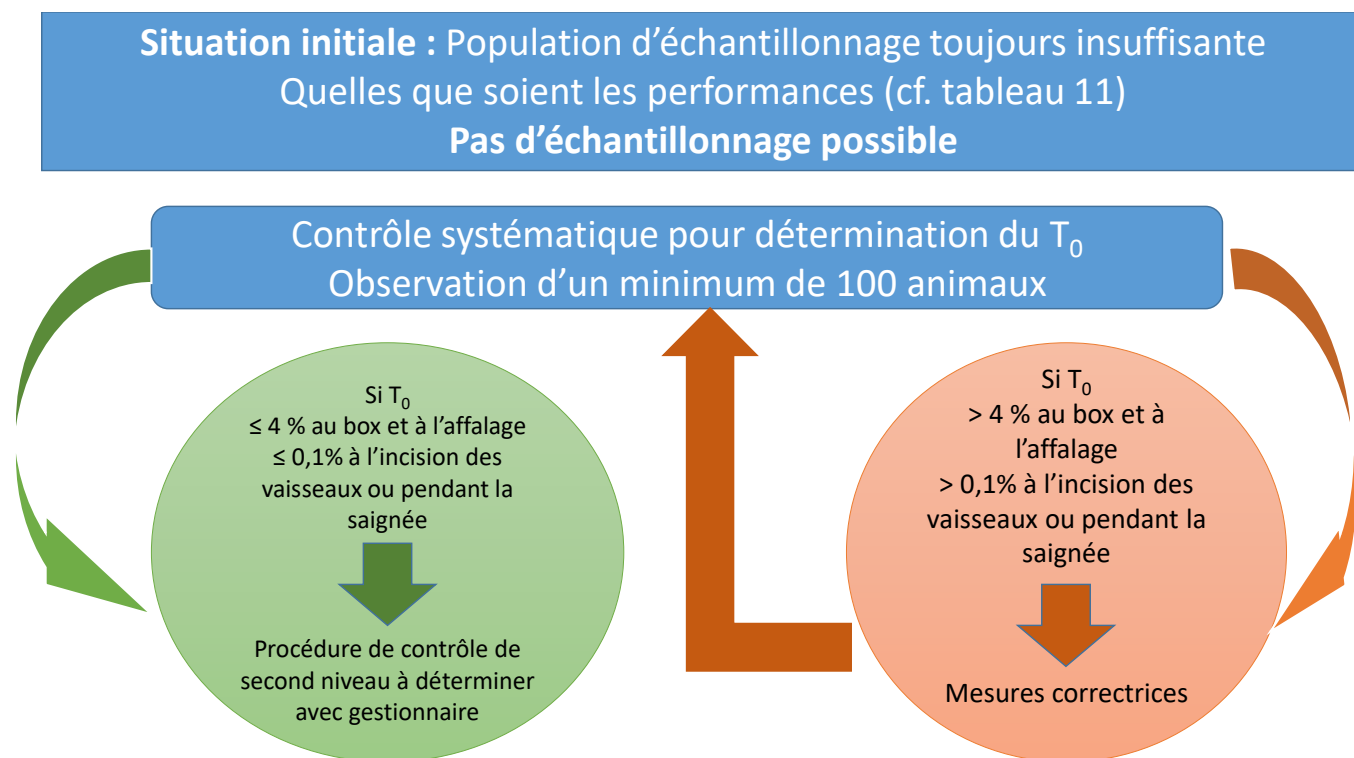 Situation initiale : Population d’échantillonnage toujours insuffisante
Quelles que soient les performances (cf. tableau 11)
Pas d’échantillonnage possible
Contrôle systématique pour détermination du T0
Observation d’un minimum de 100 animaux
Si T0
≤ 4 % au box et à l’affalage
≤ 0,1% à l’incision des
vaisseaux ou pendant la
saignée
Procédure de contrôle de
second niveau à déterminer
avec gestionnaire
Si T0
> 4 % au box et à
l’affalage
> 0,1% à l’incision des
vaisseaux ou pendant la
saignée
Mesures correctrices